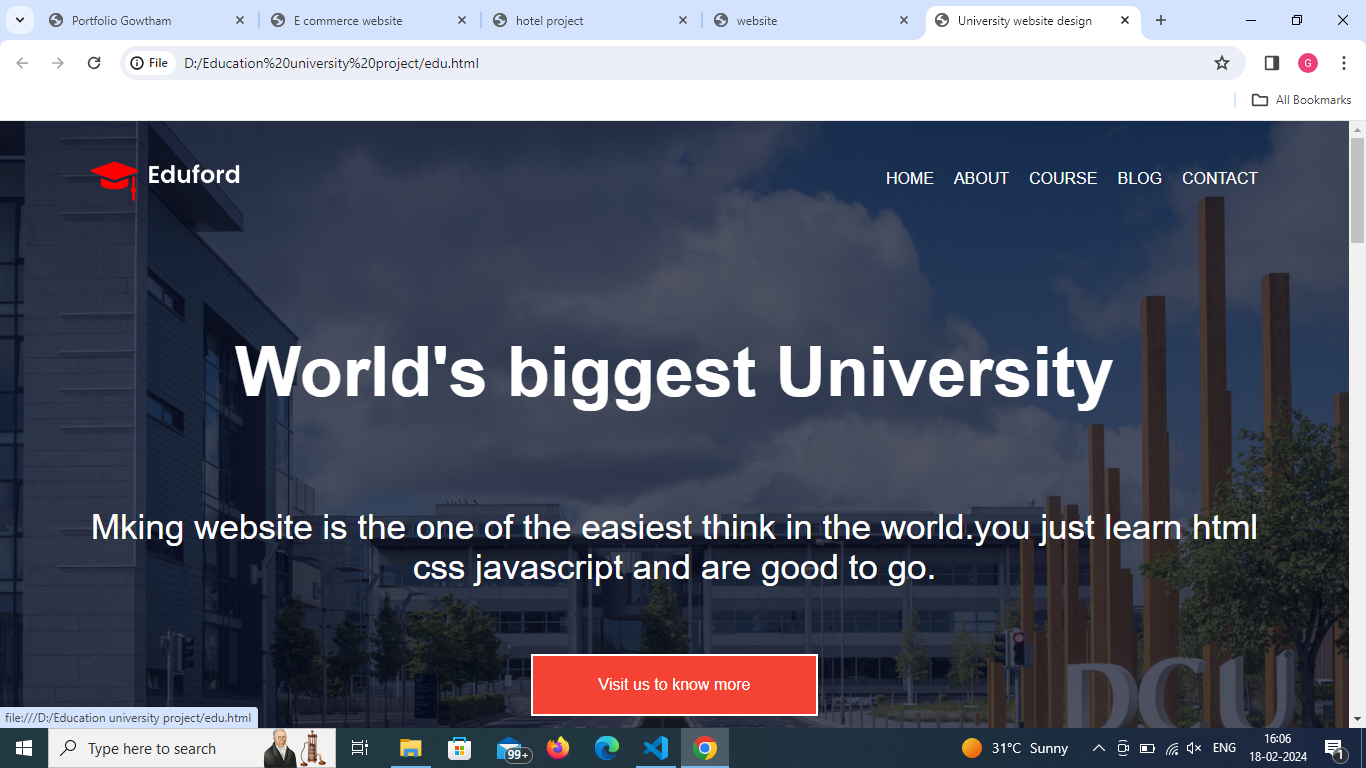 Portfolio Gowtham
E commerce website
hotel project
website
University website design
File
D:/Education%20university%20project/edu.html
G
All Bookmarks
Eduford
HOME
ABOUT
COURSE
BLOG
CONTACT
World's biggest University
Mking website is the one of the easiest think in the world.you just learn html
css javascript and are good to go.
Visit us to know more
DCU
file:///D:/Education university project/edu.html
Type here to search
99+
31°C Sunny
ENG
16:06
18-02-2024
1